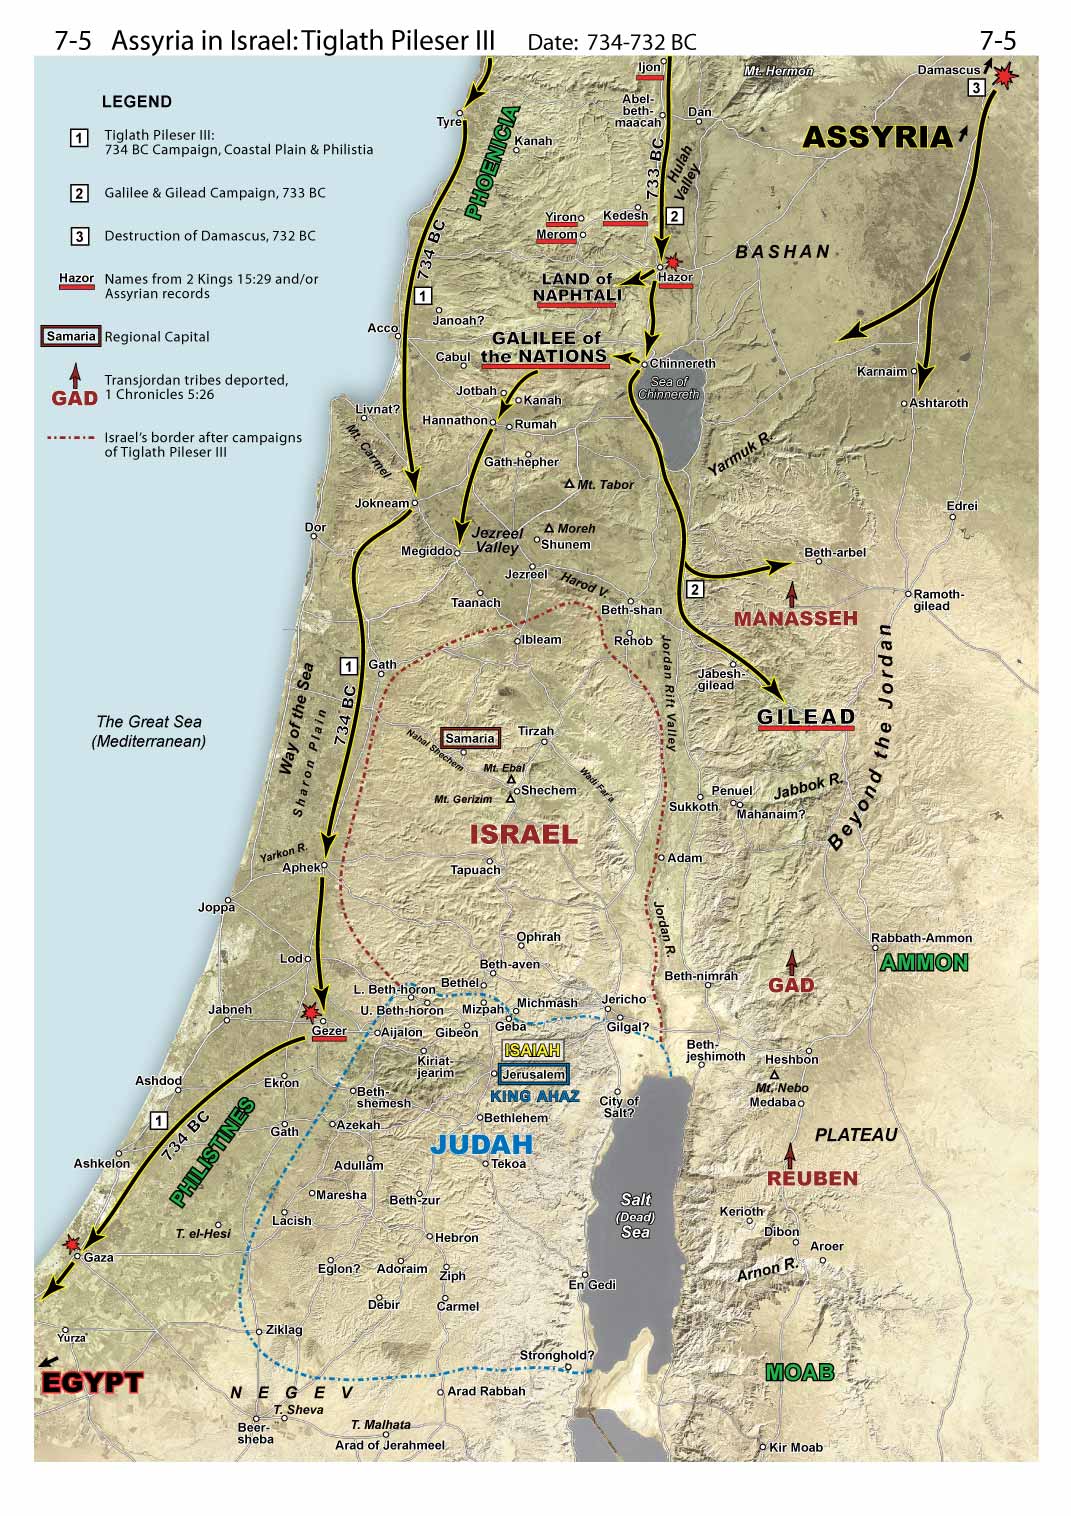 7-5 Assyria in Israel: Tiglath Pileser III Date: 734-732 BC 7-5
LEGEND
1 Tiglath Pileser III:
734 BC Campaign, Coastal Plain & Philistia
2 Galilee & Gilead Campaign, 733 BC
3 Destruction of Damascus, 732 BC
Hazor Names from 2 Kings 15:29 and/or
Assyrian records
Samaria Regional Capital
GAD Transjordan tribes deported,
1 Chronicles 5:26
Israel's border after campaigns
of Tiglath Pileser III
Ijon
Mt. Hermon
Damascus
3
Abel-
beth-
maacah
Dan
Tyre
PHOENICIA
Kanah
ASSYRIA
733 BC
Hulah
Valley
Yiron
Kedesh
2
Merom
734 BC
BASHAN
LAND of
NAPHTALI
Hazor
1
Janoah?
Acco
GALILEE of
the NATIONS
Cabul
Chinnereth
Sea of
Chinnereth
Karnaim
Jotbah
Kanah
Ashtaroth
Livnat?
Hannathon
Rumah
Mt. Carmel
Gath-hepher
Yarmuk R.
Mt. Tabor
Jokneam
Edrei
Dor
Moreh
Jezreel
Valley
Shunem
Megiddo
Beth-arbel
Jezreel
Harod V.
2
Taanach
Beth-shan
MANASSEH
Ramoth-
gilead
Ibleam
Rehob
Jordan Rift Valley
Beyond the Jordan
1
Gath
Jabesh-
gilead
Way of the Sea
Sharon Plain
734 BC
GILEAD
The Great Sea
(Mediterranean)
Samaria
Tirzah
Nahal Shechem
Mt. Ebal
Wadi Far'a
Shechem
Mt. Gerizim
Penuel
Jabbok R.
Sukkoth
Mahanaim?
ISRAEL
Yarkon R.
Aphek
Tapuach
Adam
Joppa
Jordan R.
Ophrah
Rabbath-Ammon
Lod
Beth-aven
AMMON
Bethel
Beth-nimrah
GAD
L. Beth-horon
Jabneh
U. Beth-horon
Mizpah
Michmash
Jericho
Gezer
Aijalon
Gibeon
Geba
Gilgal?
ISAIAH
Beth-
jeshimoth
Heshbon
Kiriat-
jearim
Jerusalem
Mt. Nebo
Ashdod
Ekron
Beth-
shemesh
KING AHAZ
City of
Salt?
Medaba
1
734 BC
PHILISTINES
Gath
Azekah
Bethlehem
PLATEAU
JUDAH
Ashkelon
Adullam
Tekoa
REUBEN
Maresha
Beth-zur
Salt
(Dead)
Sea
Kerioth
Lachish
T. el-Hesi
Dibon
Hebron
Aroer
Gaza
Eglon?
Adoraim
Ziph
Arnon R.
En Gedi
Debir
Carmel
Yurza
Ziklag
Stronghold?
EGYPT
MOAB
NEGEV
Arad Rabbah
T. Sheva
Beer-
sheba
T. Malhata
Arad of Jerahmeel
Kir Moab